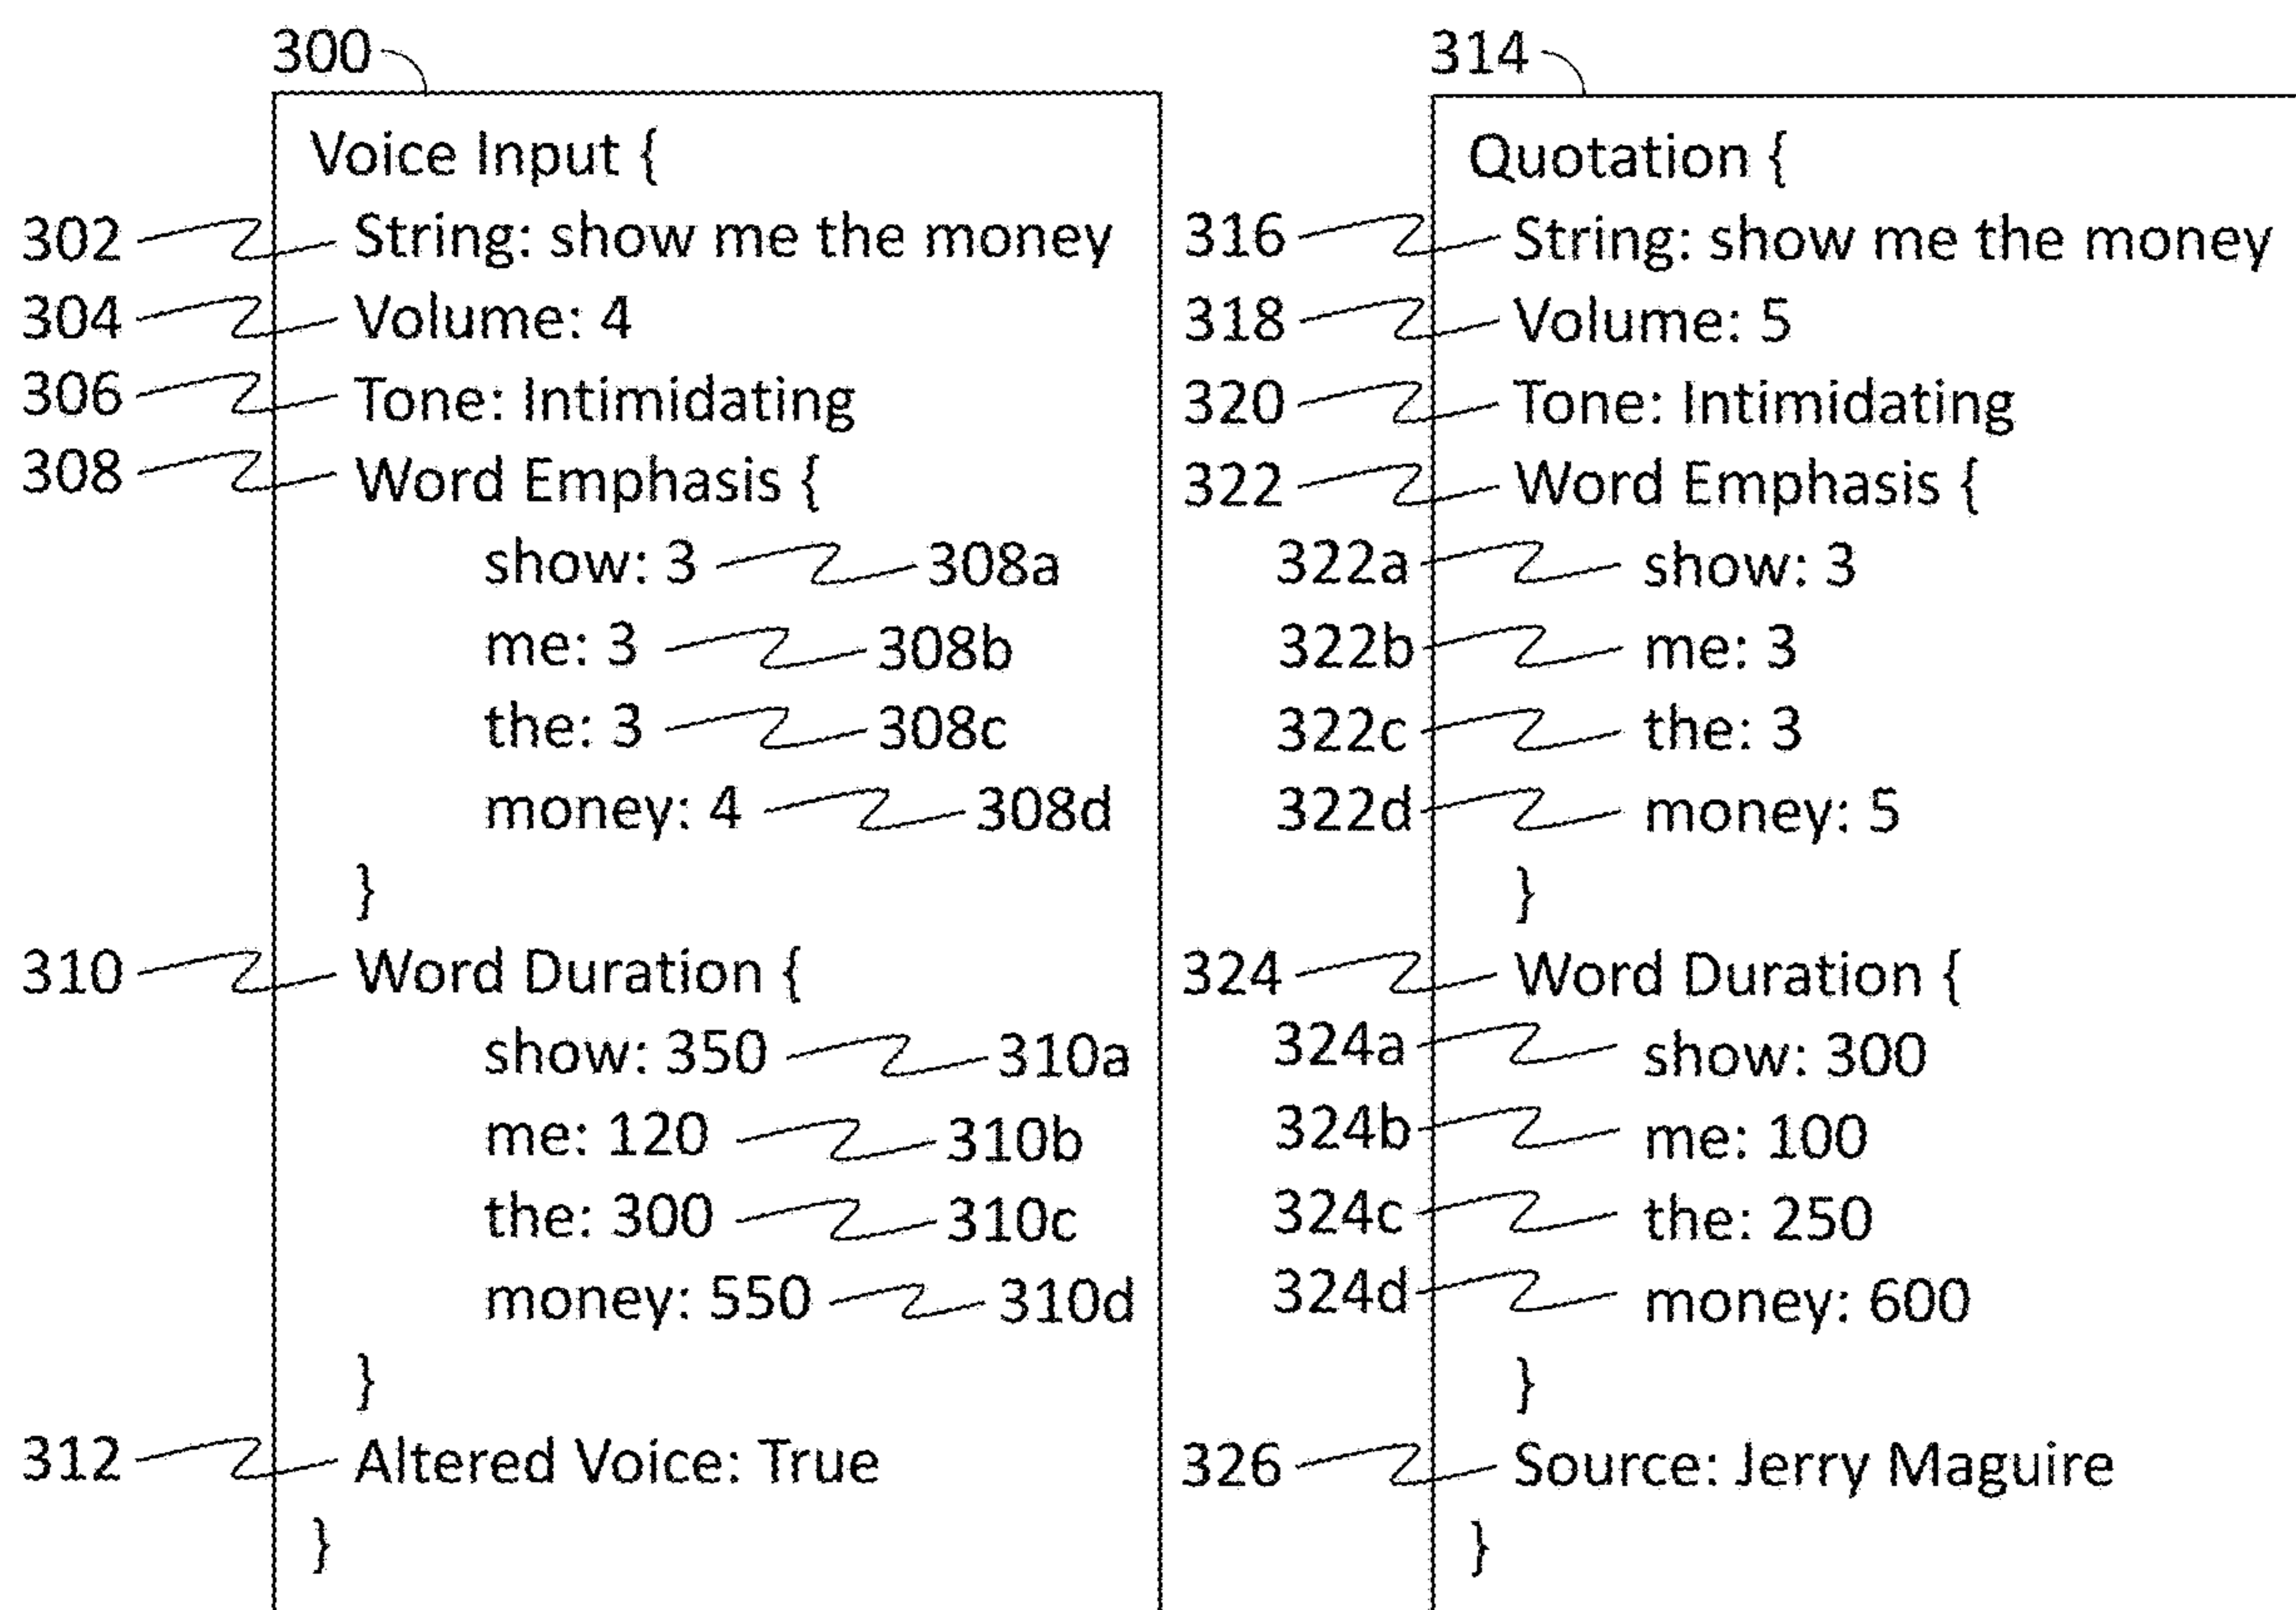 300
Voice Input {
302 String: show me the money
304 Volume: 4
306 Tone: Intimidating
308 Word Emphasis {
show: 3 308a
me: 3 308b
the: 3 308c
money: 4 308d
}
310 Word Duration {
show: 350 310a
me: 120 310b
the: 300 310c
money: 550 310d
}
312 Altered Voice: True
}
314
Quotation {
316 String: show me the money
318 Volume: 5
320 Tone: Intimidating
322 Word Emphasis {
322a show: 3
322b me: 3
322c the: 3
322d money: 5
}
324 Word Duration {
324a show: 300
324b me: 100
324c the: 250
324d money: 600
}
326 Source: Jerry Maguire
}